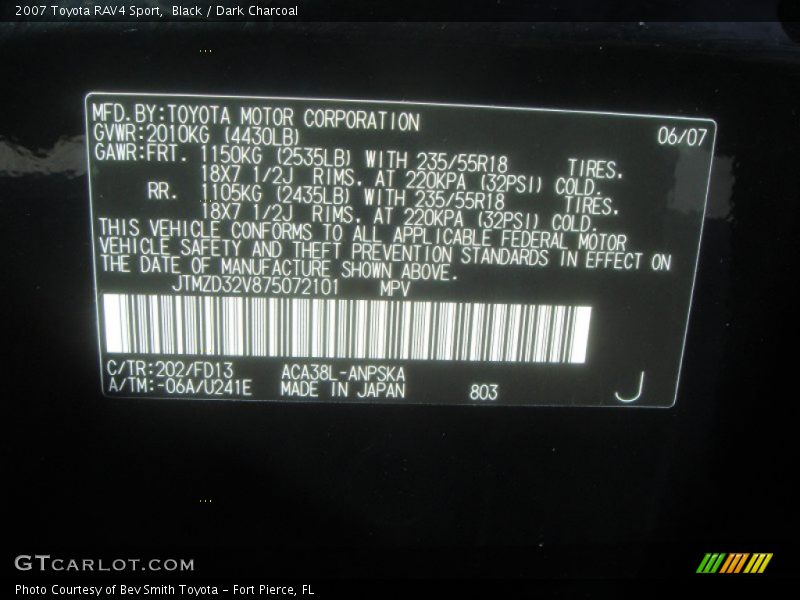 2007 Toyota RAV4 Sport,  Black / Dark Charcoal
MFD. BY:TOYOTA MOTOR CORPORATION 06/07
GVWR:2010KG (4430LB)
GAWR:FRT. 1150KG (2535LB) WITH 235/55R18 TIRES.
18X7 1/2J RIMS. AT 220KPA (32PSI) COLD.
RR. 1105KG (2435LB) WITH 235/55R18 TIRES.
18X7 1/2J RIMS. AT 220KPA (32PSI) COLD.
THIS VEHICLE CONFORMS TO ALL APPLICABLE FEDERAL MOTOR
VEHICLE SAFETY AND THEFT PREVENTION STANDARDS IN EFFECT ON
THE DATE OF MANUFACTURE SHOWN ABOVE.
JTMZD32V875072101 MPV
C/TR:202/FD13 ACA38L-ANPSKA
A/TM:-06A/U241E MADE IN JAPAN 803 J
GTCARLOT.COM
Photo Courtesy of Bev Smith Toyota - Fort Pierce, FL